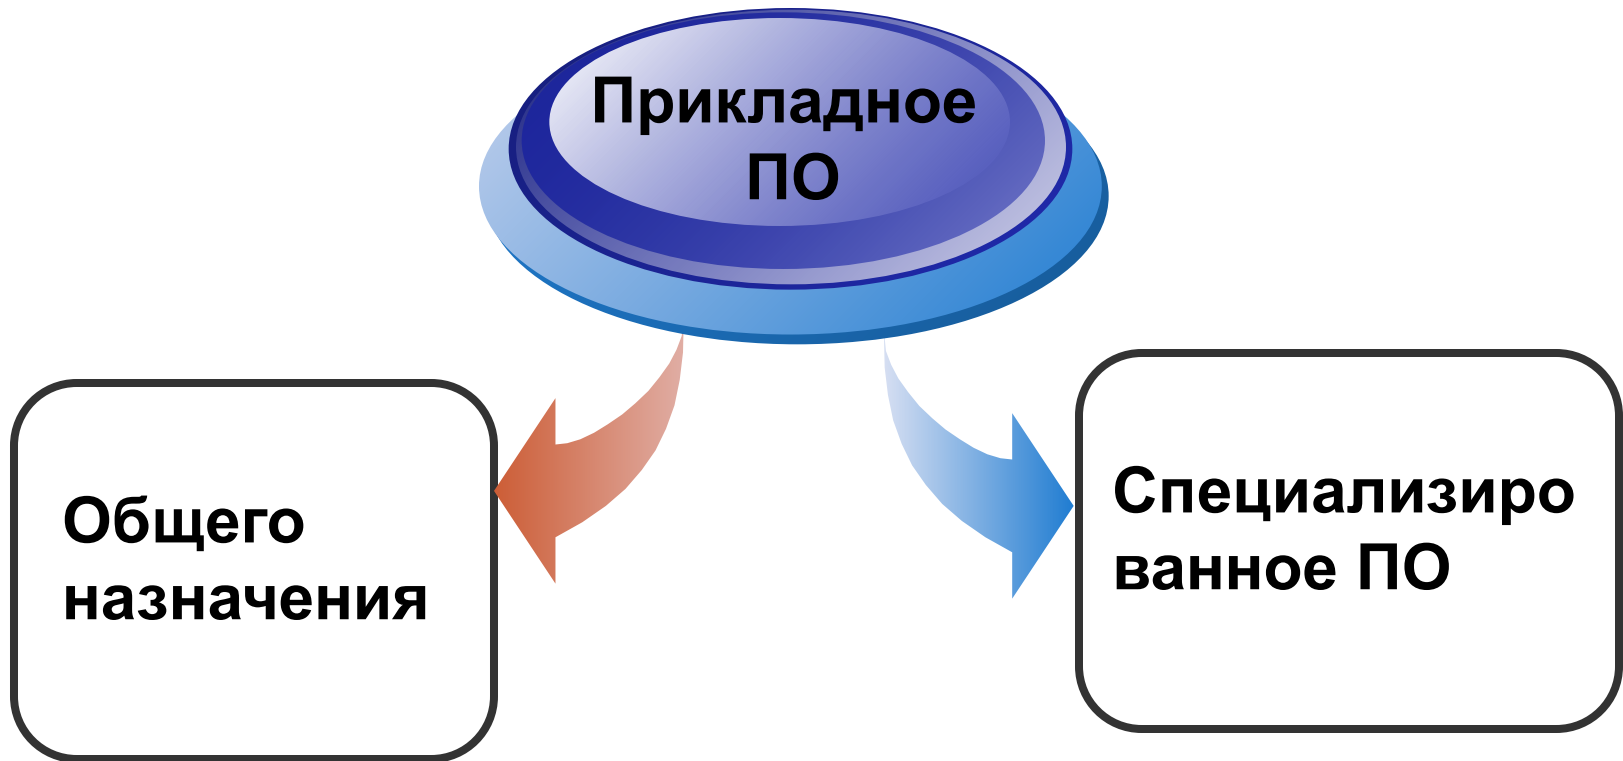 Прикладное
ПО
Общего
назначения
Специализиро
ванное ПО